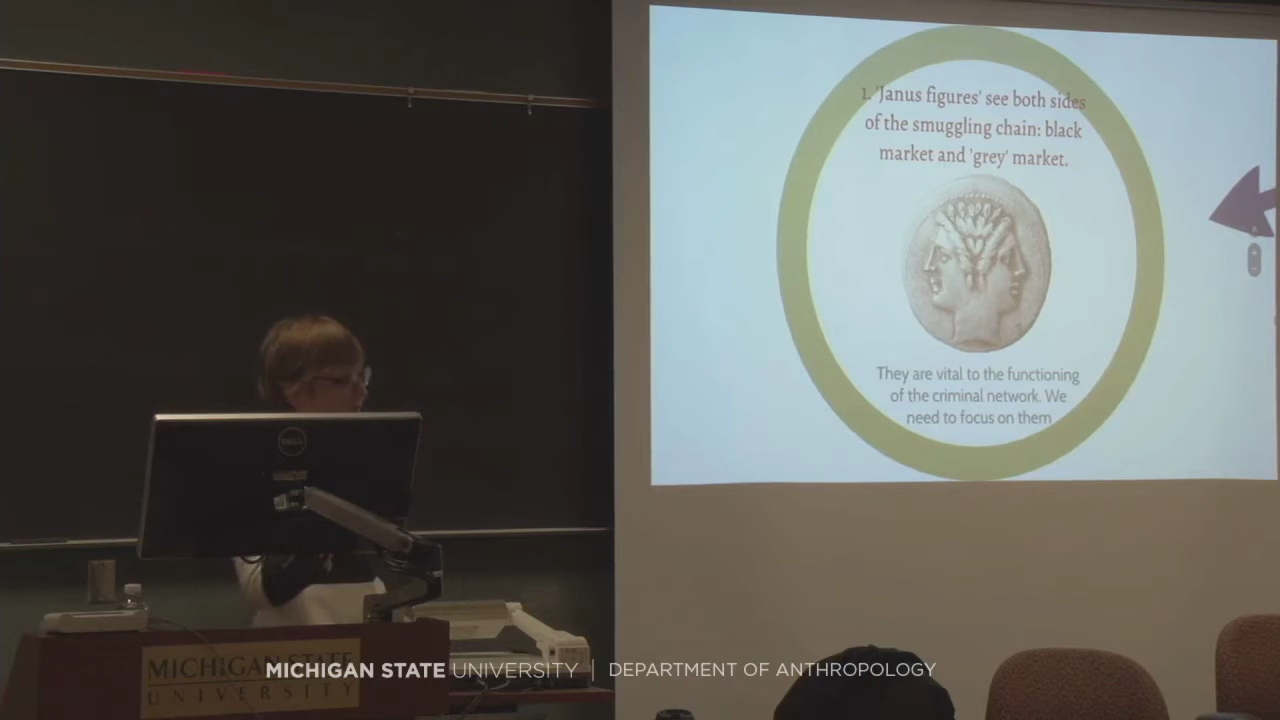 1. 'Janus figures' see both sides
of the smuggling chain: black
market and 'grey' market.
They are vital to the functioning
of the criminal network. We
need to focus on them
DELL
MICHIGAN STATE
UNIVERSITY
MICHIGAN STATE UNIVERSITY | DEPARTMENT OF ANTHROPOLOGY